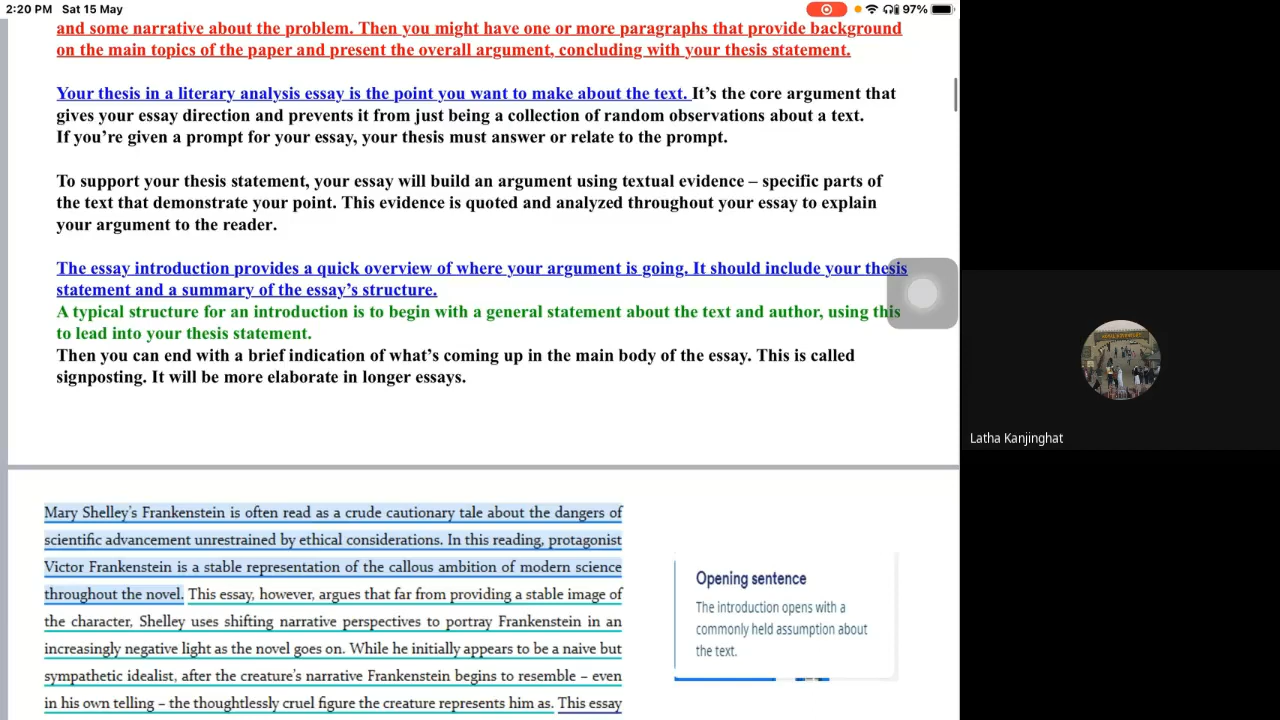 2:20 PM Sat 15 May
97%
and some narrative about the problem. Then you might have one or more paragraphs that provide background
on the main topics of the paper and present the overall argument, concluding with your thesis statement.
Your thesis in a literary analysis essay is the point you want to make about the text. It’s the core argument that
gives your essay direction and prevents it from just being a collection of random observations about a text.
If you’re given a prompt for your essay, your thesis must answer or relate to the prompt.
To support your thesis statement, your essay will build an argument using textual evidence – specific parts of
the text that demonstrate your point. This evidence is quoted and analyzed throughout your essay to explain
your argument to the reader.
The essay introduction provides a quick overview of where your argument is going. It should include your thesis
statement and a summary of the essay’s structure.
A typical structure for an introduction is to begin with a general statement about the text and author, using this
to lead into your thesis statement.
Then you can end with a brief indication of what’s coming up in the main body of the essay. This is called
signposting. It will be more elaborate in longer essays.
Latha Kanjinghat
Mary Shelley’s Frankenstein is often read as a crude cautionary tale about the dangers of
scientific advancement unrestrained by ethical considerations. In this reading, protagonist
Victor Frankenstein is a stable representation of the callous ambition of modern science
throughout the novel. This essay, however, argues that far from providing a stable image of
the character, Shelley uses shifting narrative perspectives to portray Frankenstein in an
increasingly negative light as the novel goes on. While he initially appears to be a naive but
sympathetic idealist, after the creature’s narrative Frankenstein begins to resemble – even
in his own telling – the thoughtlessly cruel figure the creature represents him as. This essay
Opening sentence
The introduction opens with a
commonly held assumption about
the text.